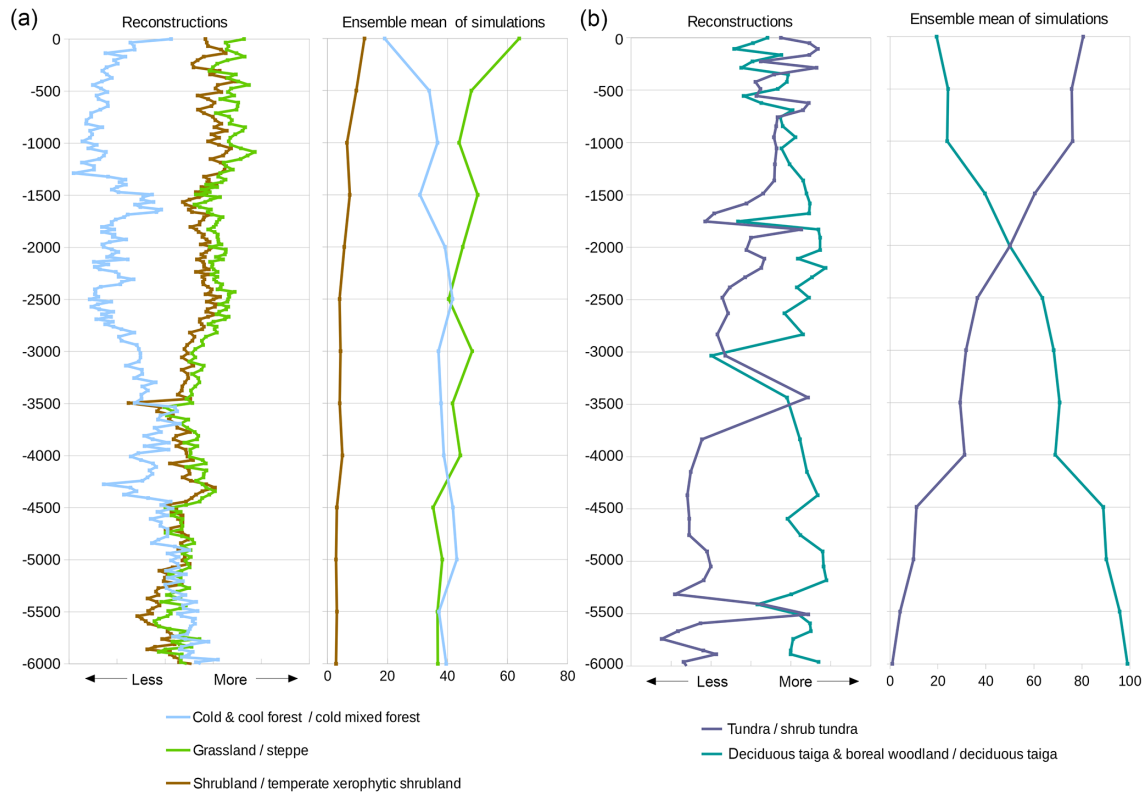 (a)
Reconstructions
Ensemble mean of simulations
0
-500
-1000
-1500
-2000
-2500
-3000
-3500
-4000
-4500
-5000
-5500
-6000
Less More
0 20 40 60 80
Cold & cool forest / cold mixed forest
Grassland / steppe
Shrubland / temperate xerophytic shrubland
(b)
Reconstructions
Ensemble mean of simulations
0
-500
-1000
-1500
-2000
-2500
-3000
-3500
-4000
-4500
-5000
-5500
-6000
Less More
0 20 40 60 80 100
Tundra / shrub tundra
Deciduous taiga & boreal woodland / deciduous taiga